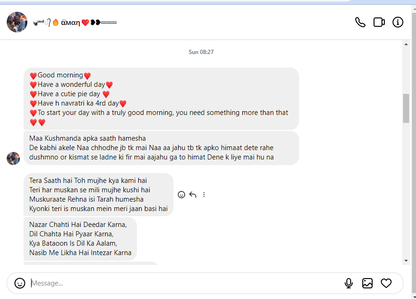 αмαη
Sun 08:27
❤️Good morning❤️
❤️Have a wonderful day❤️
❤️Have a cutie pie day ❤️
❤️Have h navratri ka 4rd day❤️
❤️To start your day with a truly good morning, you need something more than that
❤️❤️
Maa Kushmanda apka saath hamesha
De kabhi akele Naa chhodhe jb tk mai Naa aa jahu tb tk apko himaat dete rahe
dushmno or kismat se ladne ki fir mai aajahu ga to himat Dene k liye mai hu na
Tera Saath hai Toh mujhe kya kami hai
Teri har muskan se mili mujhe kushi hai
Muskuraate Rehna isi Tarah humesha
Kyonki teri is muskan mein meri jaan basi hai
Nazar Chahti Hai Deedar Karna,
Dil Chahta Hai Pyaar Karna,
Kya Bataoon Is Dil Ka Aalam,
Nasib Me Likha Hai Intezar Karna
Message...